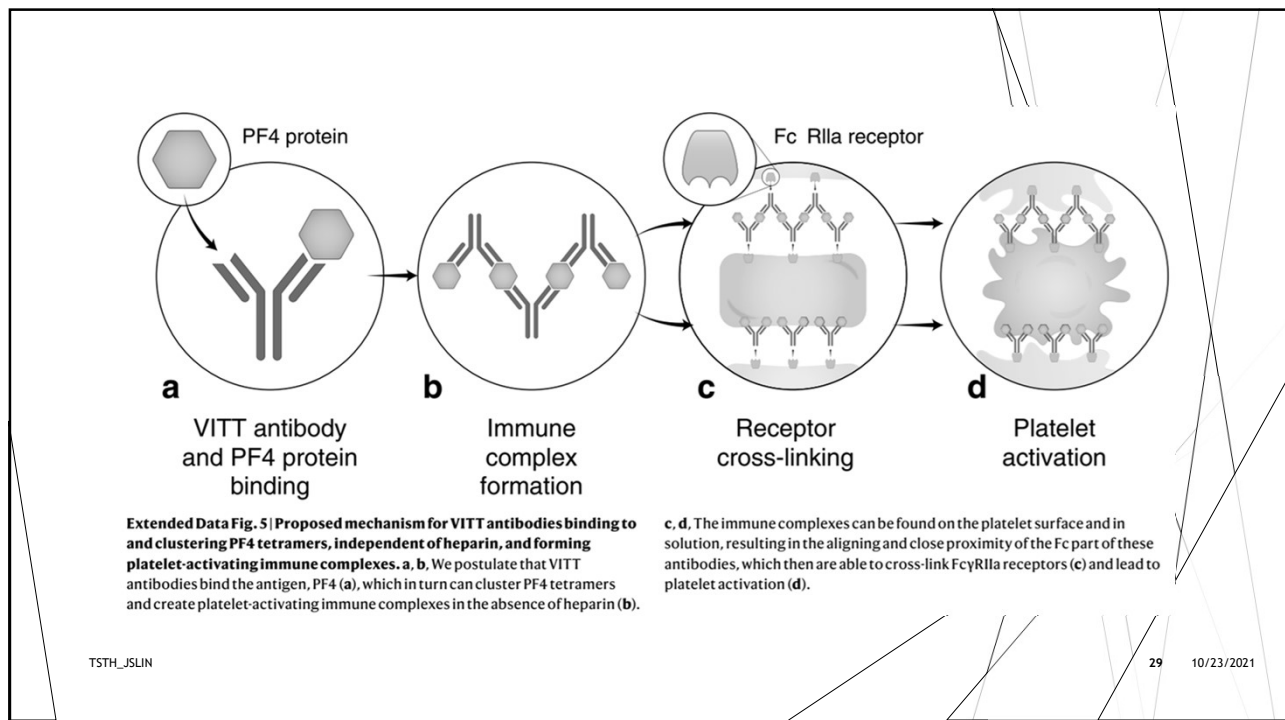 PF4 protein
Fc RIIa receptor
a
b
c
d
VITT antibody
and PF4 protein
binding
Immune
complex
formation
Receptor
cross-linking
Platelet
activation
Extended Data Fig. 5 | Proposed mechanism for VITT antibodies binding to
and clustering PF4 tetramers, independent of heparin, and forming
platelet-activating immune complexes. a, b, We postulate that VITT
antibodies bind the antigen, PF4 (a), which in turn can cluster PF4 tetramers
and create platelet-activating immune complexes in the absence of heparin (b).
c, d, The immune complexes can be found on the platelet surface and in
solution, resulting in the aligning and close proximity of the Fc part of these
antibodies, which then are able to cross-link FcγRIIa receptors (c) and lead to
platelet activation (d).
TSTH_JSLIN
29 10/23/2021